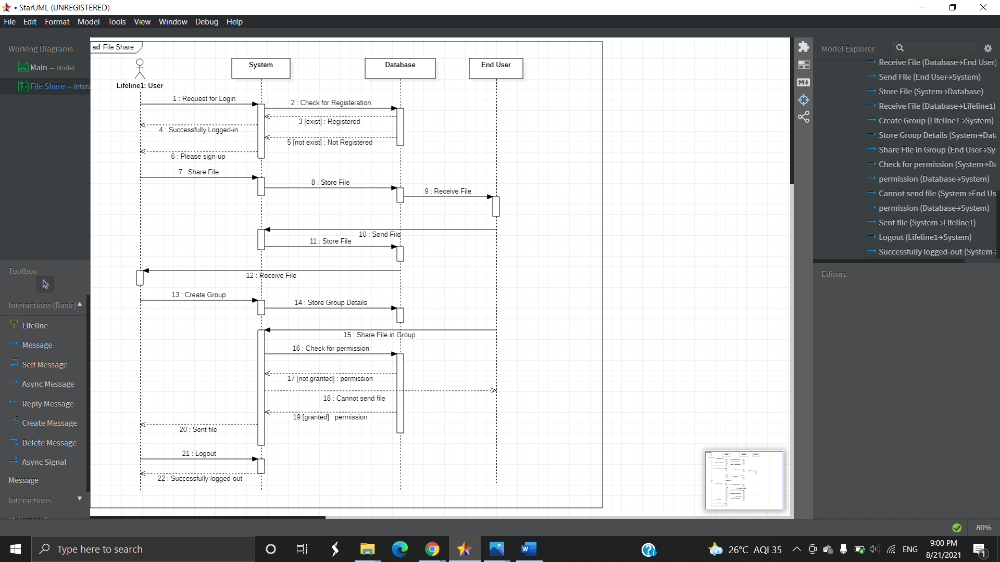 • StarUML (UNREGISTERED)
File Edit Format Model Tools View Window Debug Help
Working Diagrams
Main — Model
File Share — Intera
Toolbox
Interactions (Basic)
Lifeline
Message
Self Message
Async Message
Reply Message
Create Message
Delete Message
Async Signal
Message
Interactions
(Advanced)
sd File Share
Lifeline1: User
System
Database
End User
1 : Request for Login
2 : Check for Registeration
3 [exist] : Registered
4 : Successfully Logged-in
5 [not exist] : Not Registered
6 : Please sign-up
7 : Share File
8 : Store File
9 : Receive File
10 : Send File
11 : Store File
12 : Receive File
13 : Create Group
14 : Store Group Details
15 : Share File in Group
16 : Check for permission
17 [not granted] : permission
18 : Cannot send file
19 [granted] : permission
20 : Sent file
21 : Logout
22 : Successfully logged-out
M
Model Explorer
Receive File (Database→End User)
Send File (End User→System)
Store File (System→Database)
Receive File (Database→Lifeline1)
Create Group (Lifeline1→System)
Store Group Details (System→Data
Share File in Group (End User→Sy
Check for permission (System→Da
permission (Database→System)
Cannot send file (System→End Us
permission (Database→System)
Sent file (System→Lifeline1)
Logout (Lifeline1→System)
Successfully logged-out (System→
Editors
80%
Type here to search
W
26°C AQI 35
ENG
9:00 PM
8/21/2021
1